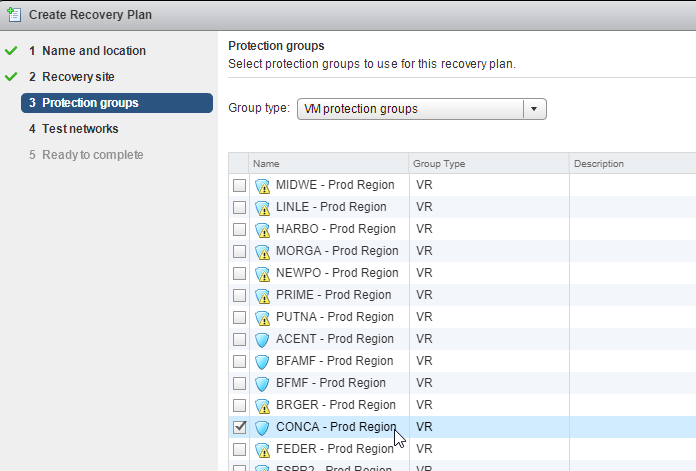 Create Recovery Plan
1 Name and location
2 Recovery site
3 Protection groups
4 Test networks
5 Ready to complete
Protection groups
Select protection groups to use for this recovery plan.
Group type: VM protection groups
Name Group Type Description
MIDWE - Prod Region VR
LINLE - Prod Region VR
HARBO - Prod Region VR
MORGA - Prod Region VR
NEWPO - Prod Region VR
PRIME - Prod Region VR
PUTNA - Prod Region VR
ACENT - Prod Region VR
BFAMF - Prod Region VR
BFMF - Prod Region VR
BRGER - Prod Region VR
CONCA - Prod Region VR
FEDER - Prod Region VR
Prod Region VR